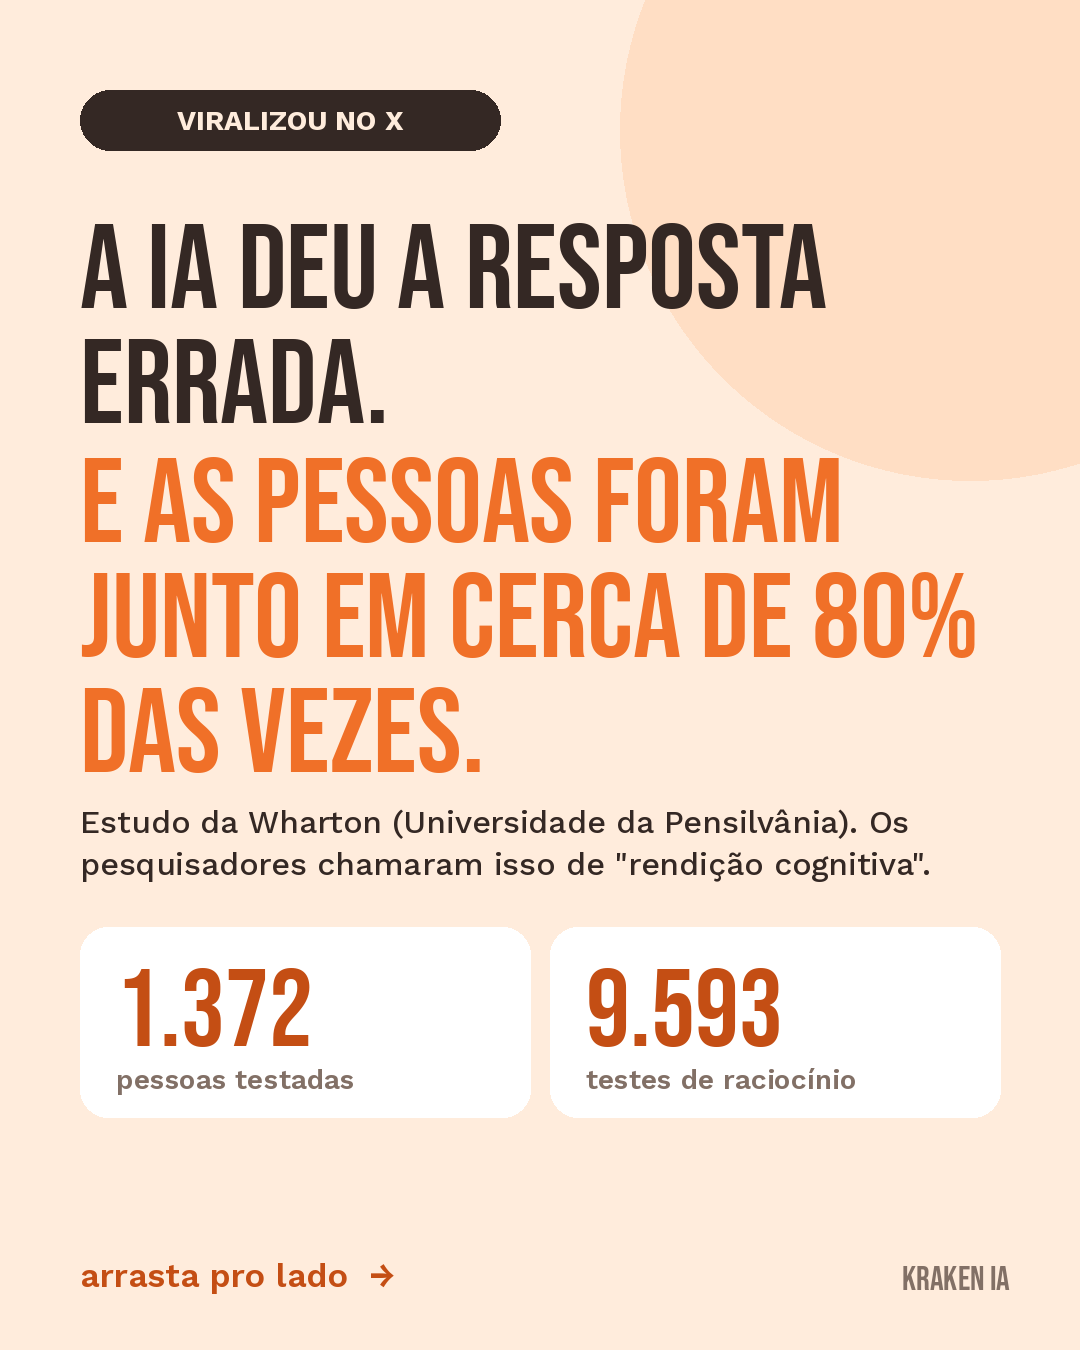 VIRALIZOU NO X
A IA DEU A RESPOSTA
ERRADA.
E AS PESSOAS FORAM
JUNTO EM CERCA DE 80%
DAS VEZES.
Estudo da Wharton (Universidade da Pensilvânia). Os
pesquisadores chamaram isso de "rendição cognitiva".
1.372
pessoas testadas
9.593
testes de raciocínio
arrasta pro lado →
KRAKEN IA